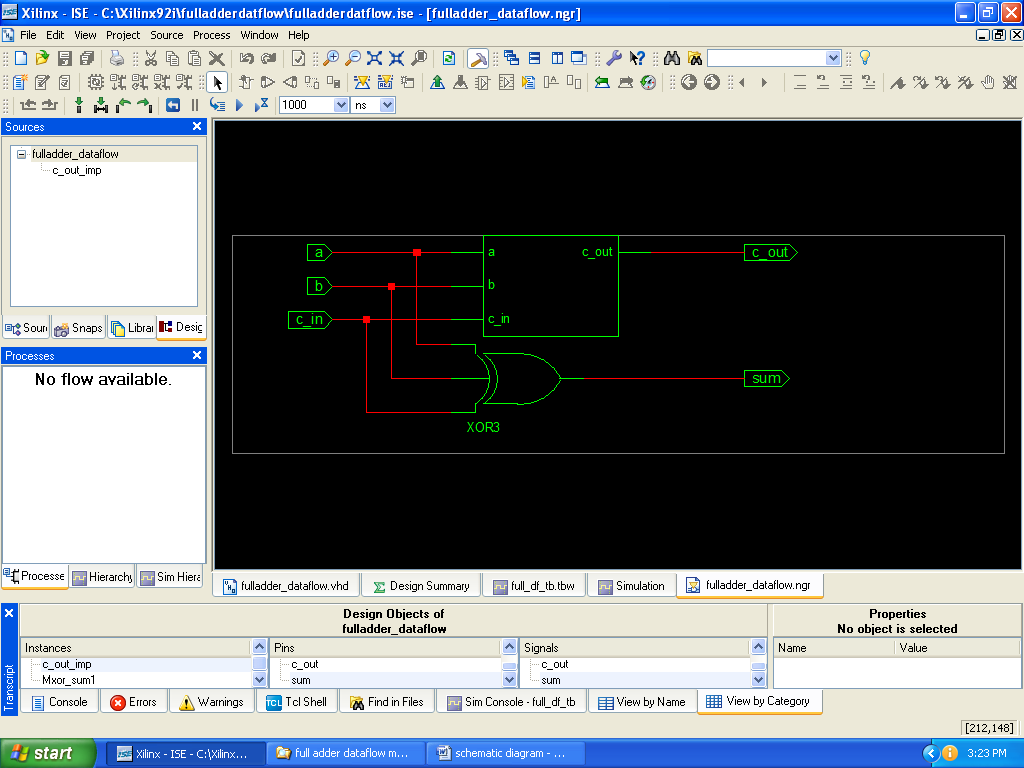 Xilinx - ISE - C:\Xilinx92i\fulladderdatflow\fulladderdatflow.ise - [fulladder_dataflow.ngr]
File Edit View Project Source Process Window Help
1000 ns
Sources
fulladder_dataflow
c_out_imp
Sour Snaps Librar Desig
Processes
No flow available.
Processe Hierarchy Sim Hiera
a a c_out c_out
b b
c_in c_in
sum
XOR3
fulladder_dataflow.vhd Design Summary full_df_tb.tbw Simulation fulladder_dataflow.ngr
Transcript
Design Objects of
fulladder_dataflow
Properties
No object is selected
Instances Pins Signals Name Value
c_out_imp c_out c_out
Mxor_sum1 sum sum
Console Errors Warnings TCL Tcl Shell Find in Files Sim Console - full_df_tb View by Name View by Category
[212,148]
start ISE Xilinx - ISE - C:\Xilinx... full adder dataflow m... schematic diagram - ... 3:23 PM